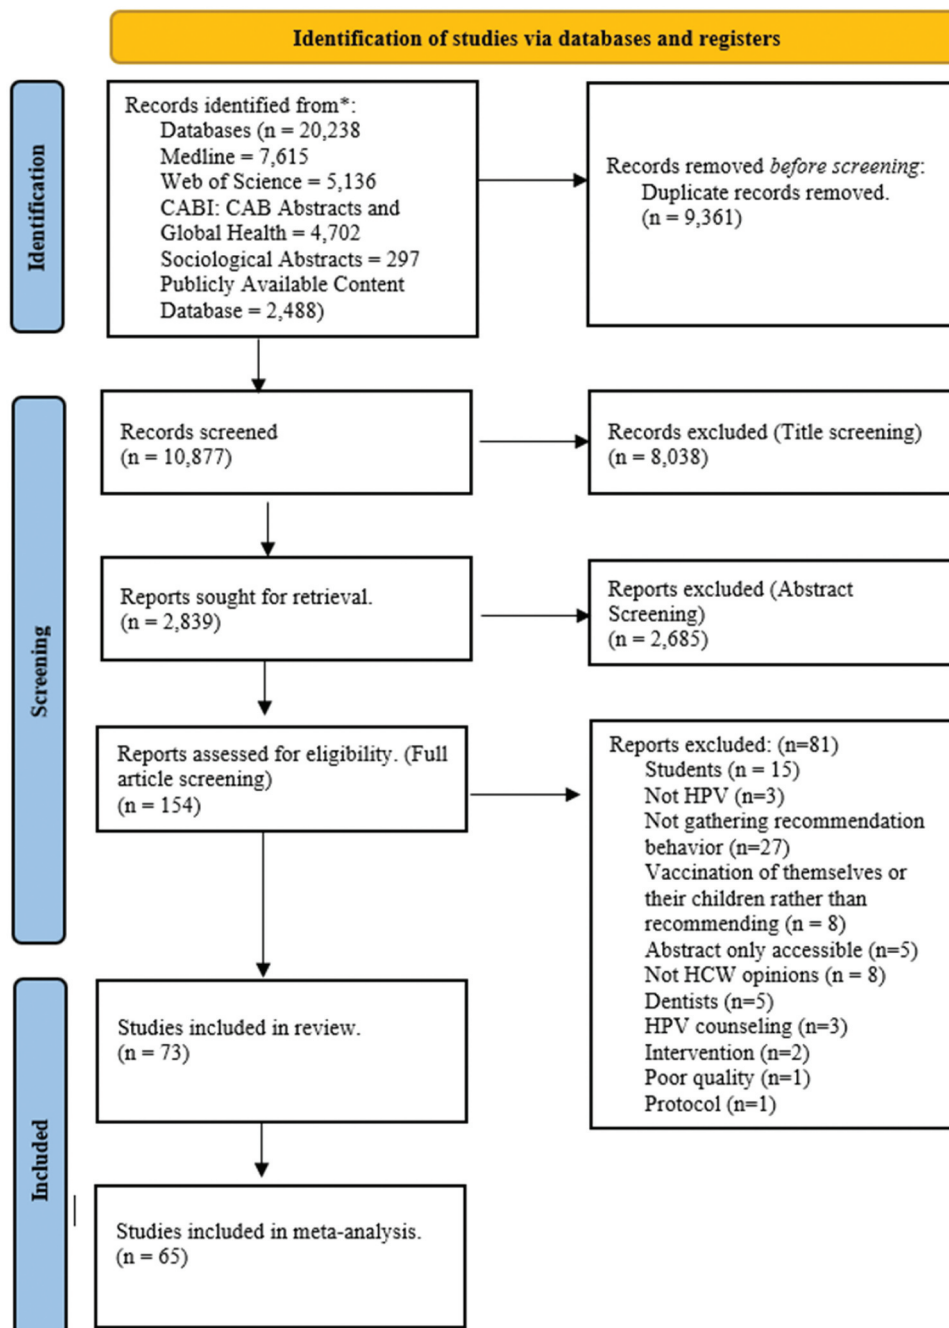 Identification of studies via databases and registers
Identification
Records identified from*:
Databases (n = 20,238
Medline = 7,615
Web of Science = 5,136
CABI: CAB Abstracts and
Global Health = 4,702
Sociological Abstracts = 297
Publicly Available Content
Database = 2,488)
Records removed before screening:
Duplicate records removed.
(n = 9,361)
Screening
Records screened
(n = 10,877)
Records excluded (Title screening)
(n = 8,038)
Reports sought for retrieval.
(n = 2,839)
Reports excluded (Abstract
Screening)
(n = 2,685)
Reports assessed for eligibility. (Full
article screening)
(n = 154)
Reports excluded: (n=81)
Students (n = 15)
Not HPV (n=3)
Not gathering recommendation
behavior (n=27)
Vaccination of themselves or
their children rather than
recommending (n = 8)
Abstract only accessible (n=5)
Not HCW opinions (n = 8)
Dentists (n=5)
HPV counseling (n=3)
Intervention (n=2)
Poor quality (n=1)
Protocol (n=1)
Included
Studies included in review.
(n = 73)
Studies included in meta-analysis.
(n = 65)